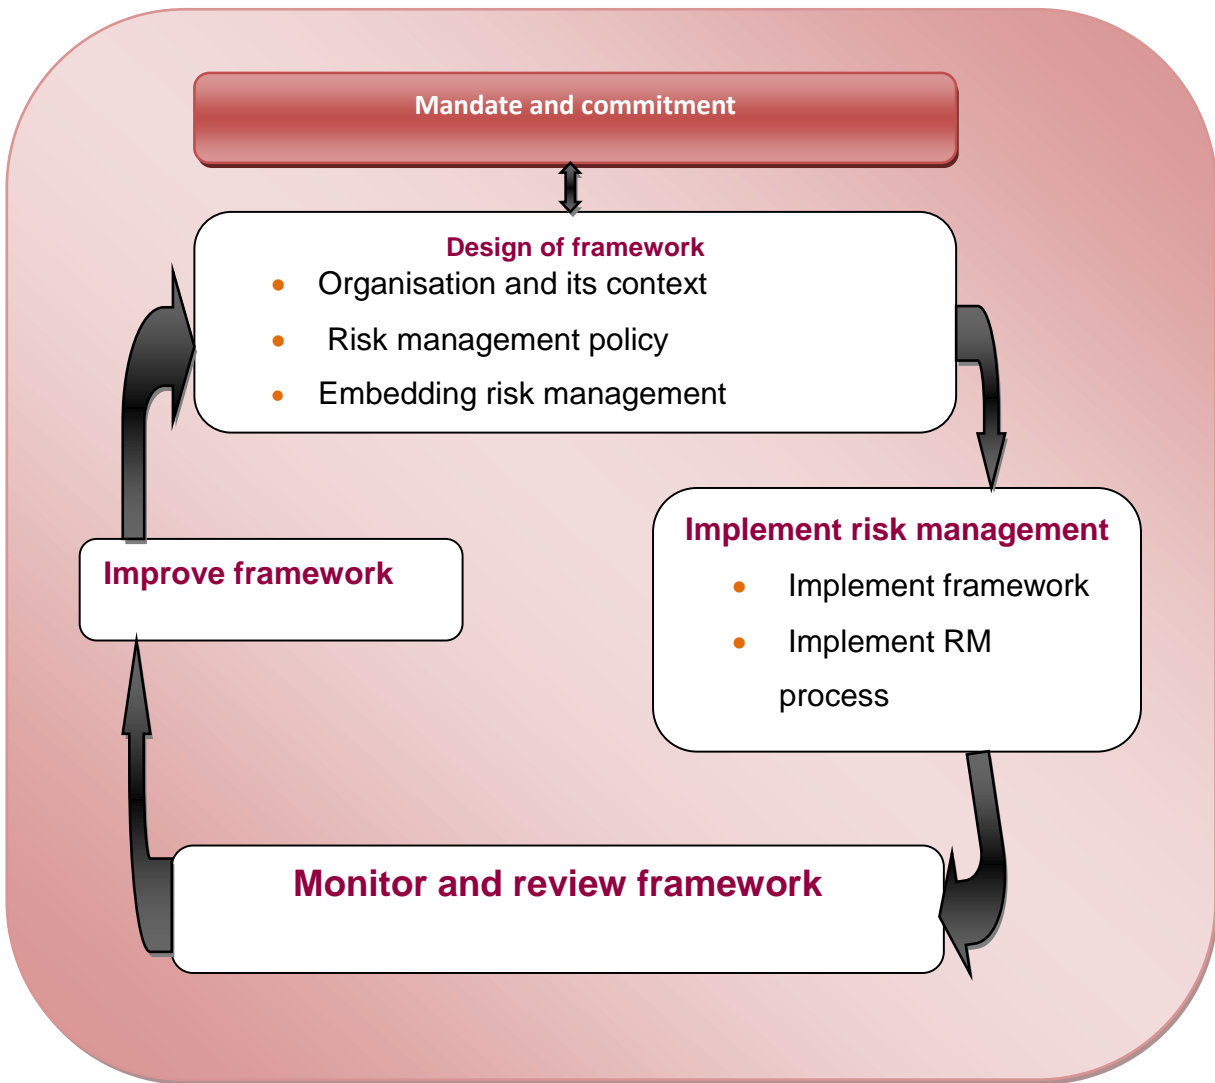 Mandate and commitment
Design of framework
• Organisation and its context
• Risk management policy
• Embedding risk management
Implement risk management
• Implement framework
• Implement RM
process
Improve framework
Monitor and review framework